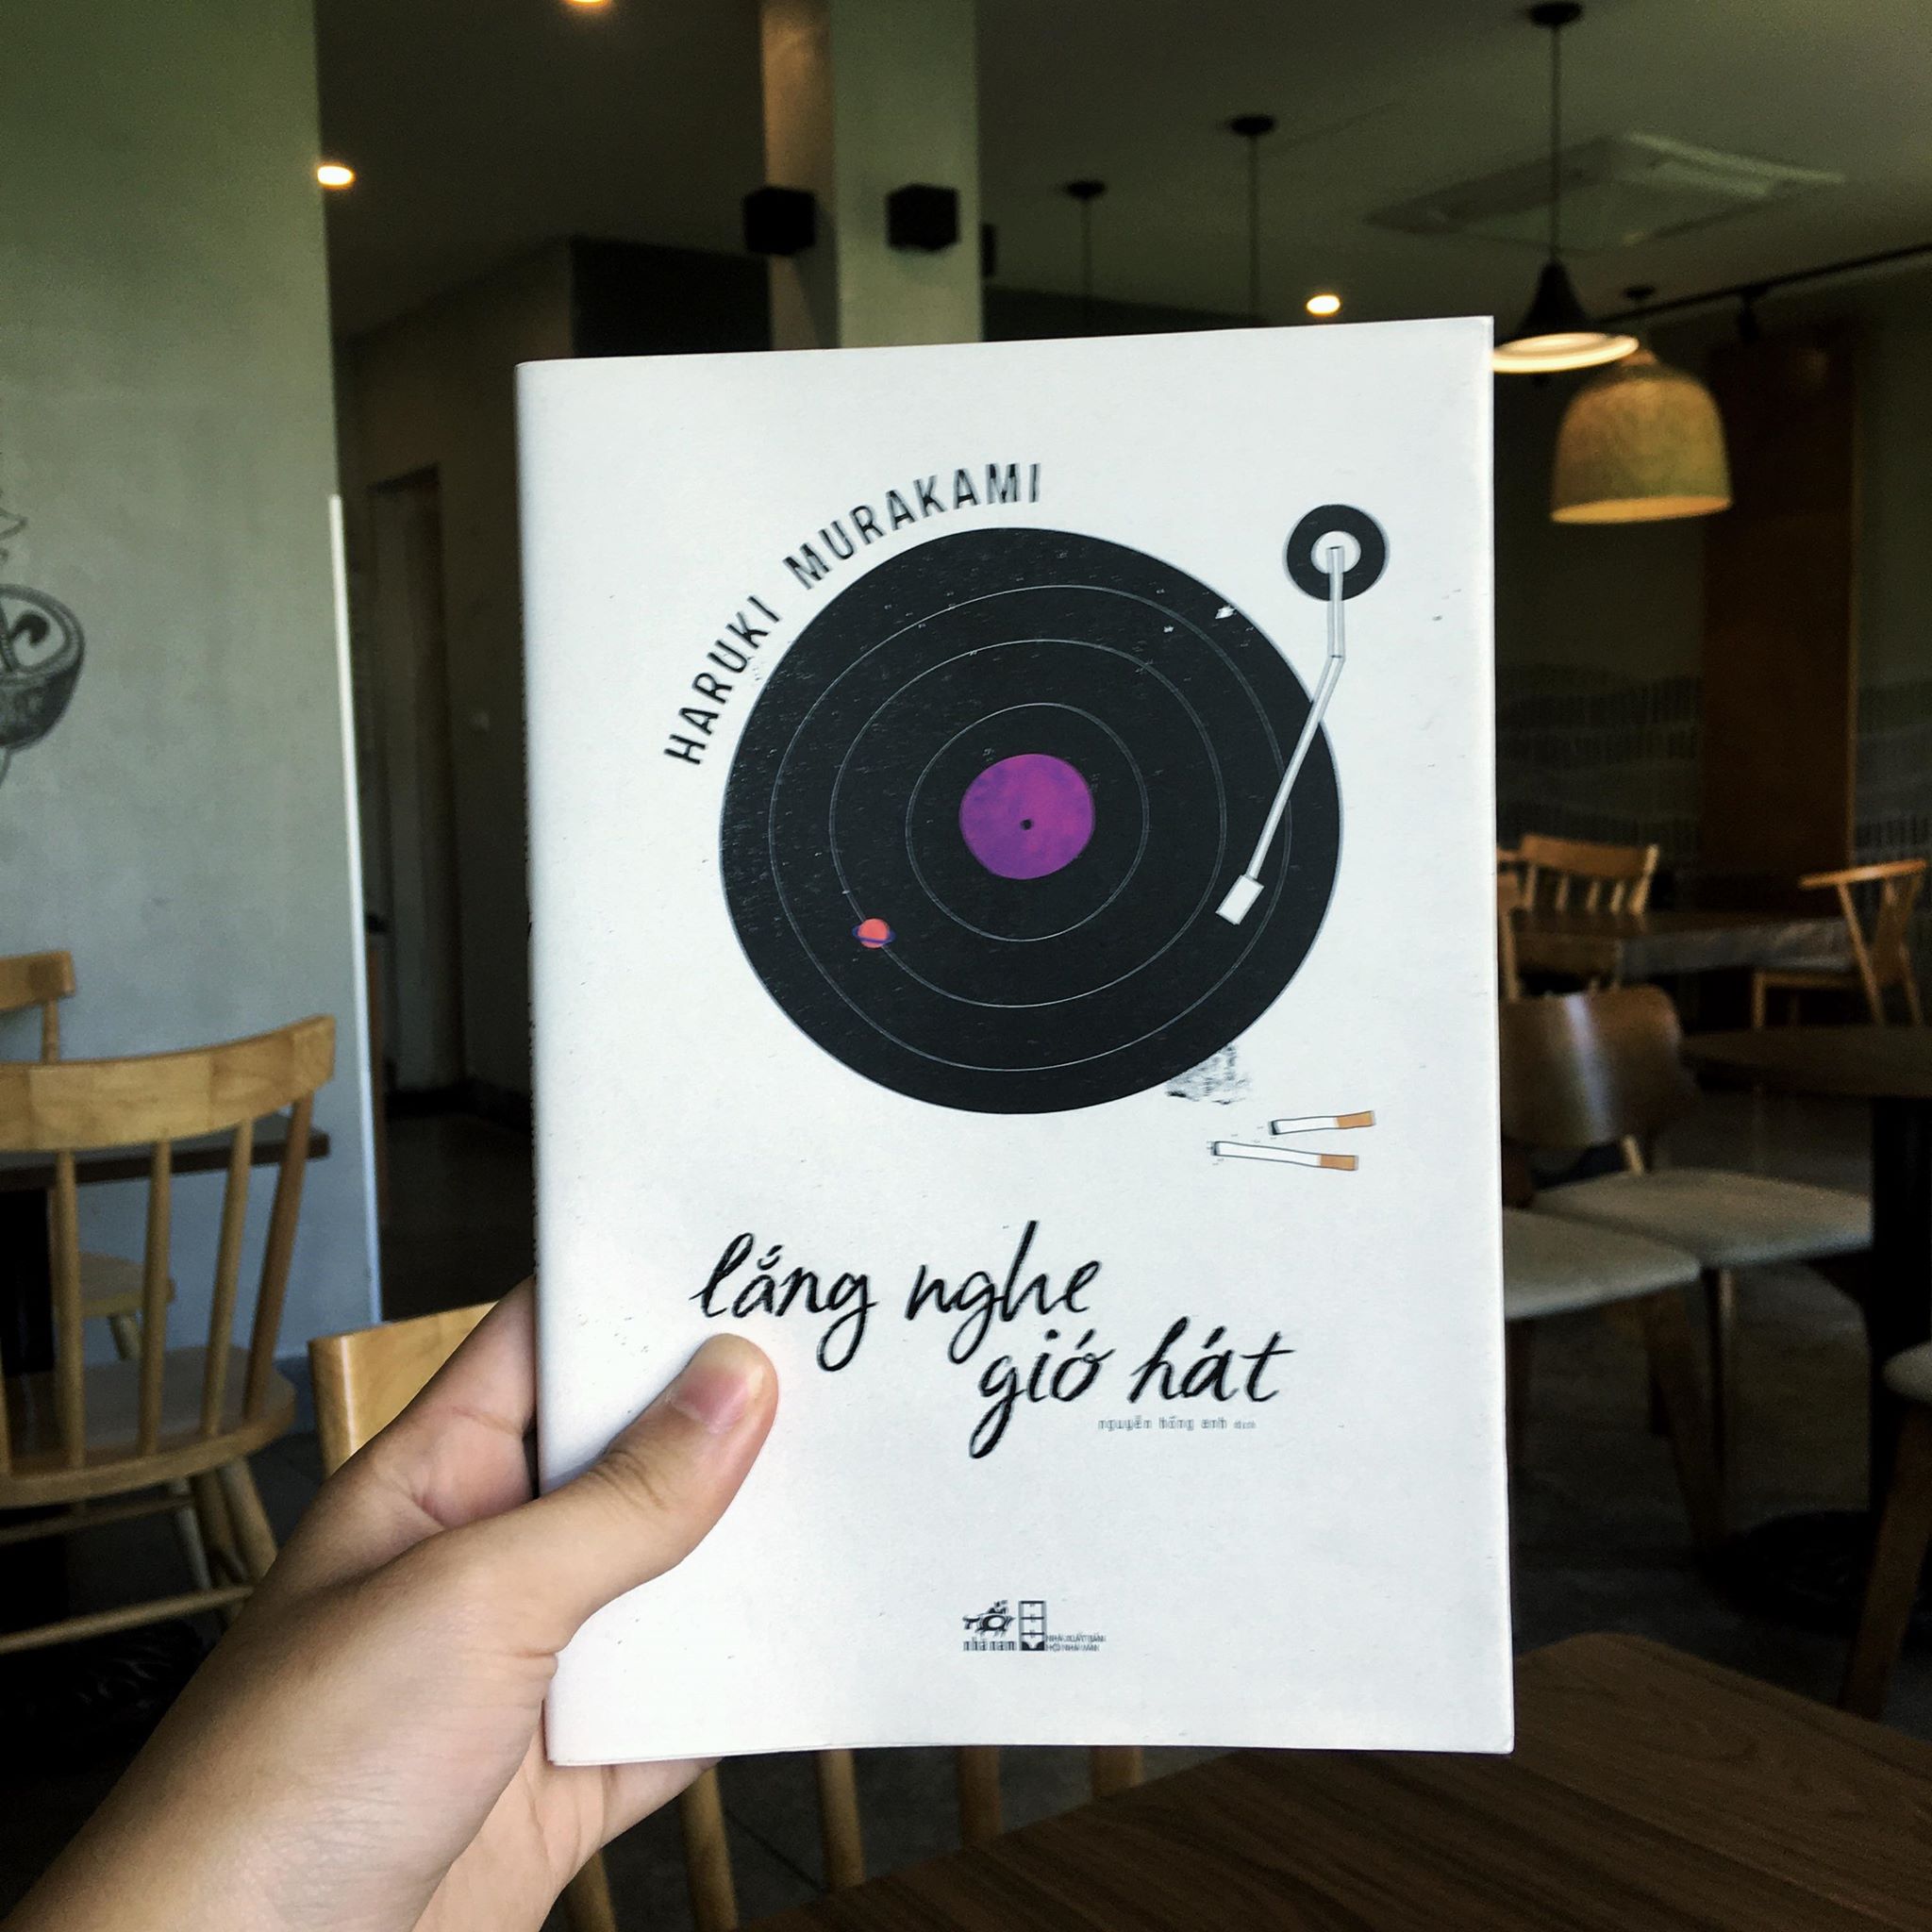 HARUKI MURAKAMI
lắng nghe
gió hát
nguyễn hồng anh dịch
nhã nam
NHÀ XUẤT BẢN
HỘI NHÀ VĂN